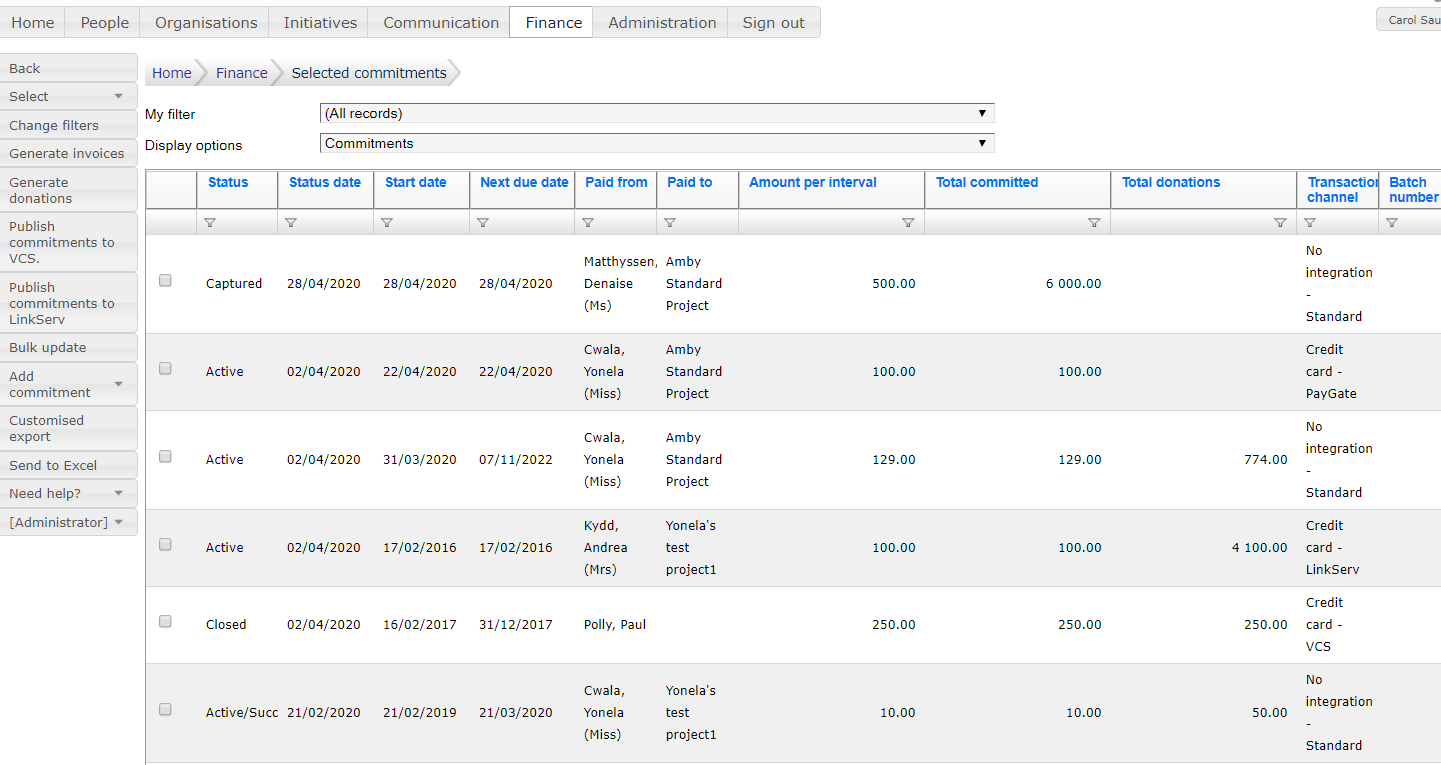 Home People Organisations Initiatives Communication Finance Administration Sign out
Carol Sau
Back
Select
Change filters
Generate invoices
Generate
donations
Publish
commitments to
VCS.
Publish
commitments to
LinkServ
Bulk update
Add
commitment
Customised
export
Send to Excel
Need help?
[Administrator]
Home Finance Selected commitments
My filter (All records)
Display options Commitments
Status Status date Start date Next due date Paid from Paid to Amount per interval Total committed Total donations Transaction Batch
channel number
No
Matthyssen, Amby integration
Captured 28/04/2020 28/04/2020 28/04/2020 Denaise Standard 500.00 6 000.00 -
(Ms) Project Standard
Cwala, Amby Credit
Active 02/04/2020 22/04/2020 22/04/2020 Yonela Standard 100.00 100.00 card -
(Miss) Project PayGate
No
Cwala, Amby integration
Active 02/04/2020 31/03/2020 07/11/2022 Yonela Standard 129.00 129.00 774.00 -
(Miss) Project Standard
Kydd, Yonela's Credit
Active 02/04/2020 17/02/2016 17/02/2016 Andrea test 100.00 100.00 4 100.00 card -
(Mrs) project1 LinkServ
Credit
Closed 02/04/2020 16/02/2017 31/12/2017 Polly, Paul 250.00 250.00 250.00 card -
VCS
No
Cwala, Yonela's integration
Active/Succ 21/02/2020 21/02/2019 21/03/2020 Yonela test 10.00 10.00 50.00 -
(Miss) project1 Standard